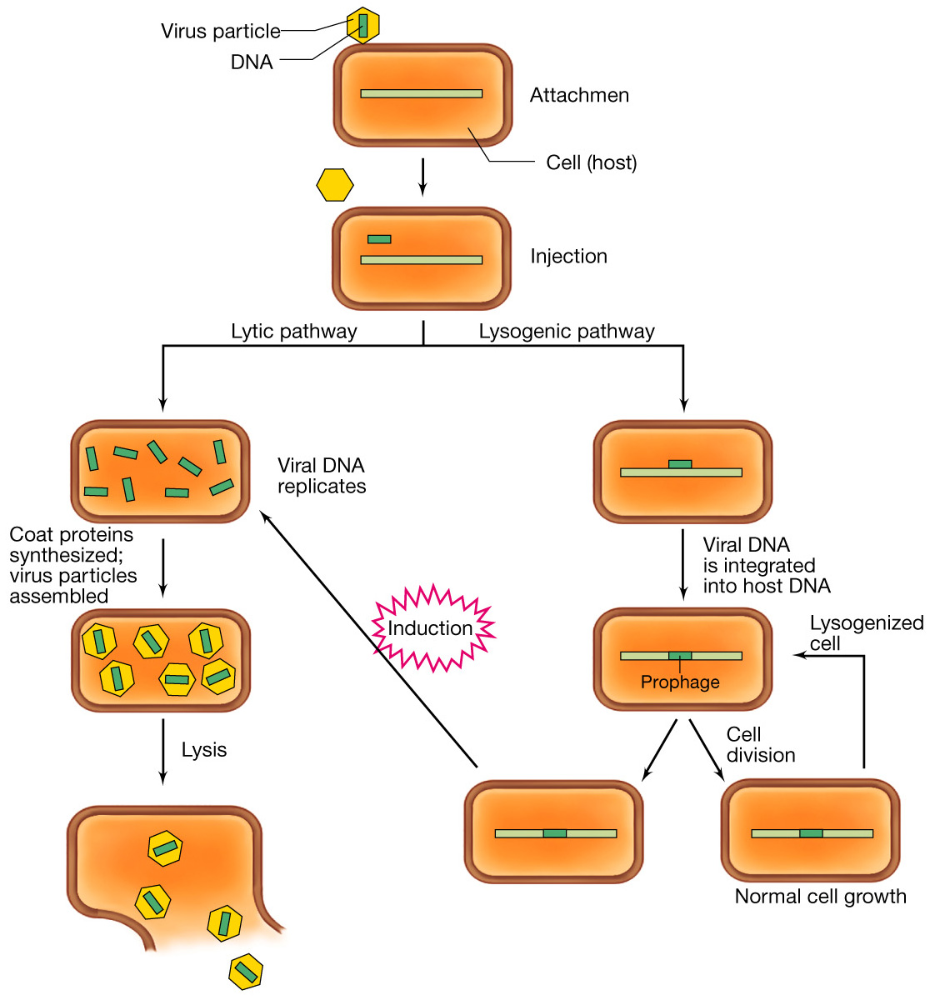 Virus particle
DNA
Attachmen
Cell (host)
Injection
Lytic pathway
Lysogenic pathway
Viral DNA
replicates
Coat proteins
synthesized;
virus particles
assembled
Viral DNA
is integrated
into host DNA
Induction
Lysogenized
cell
Prophage
Cell
division
Lysis
Normal cell growth